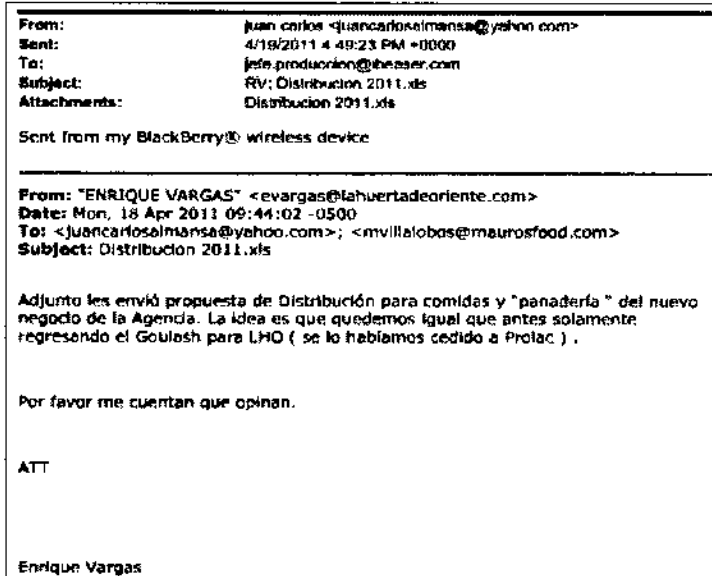 From: juan carlos <juancarlosalmansa@yahoo.com>
Sent: 4/19/2011 4:49:23 PM +0000
To: jefe.produccion@ibeaser.com
Subject: RV: Distribucion 2011.xls
Attachments: Distribucion 2011.xls
Sent from my BlackBerry® wireless device
From: "ENRIQUE VARGAS" <evargas@lahuertadeoriente.com>
Date: Mon, 18 Apr 2011 09:44:02 -0500
To: <juancarlosalmansa@yahoo.com>; <mvillalobos@maurosfood.com>
Subject: Distribucion 2011.xls
Adjunto les envió propuesta de Distribución para comidas y "panadería " del nuevo
negocio de la Agencia. La idea es que quedemos igual que antes solamente
regresando el Goulash para LHO ( se lo habíamos cedido a Prolac ) .
Por favor me cuentan que opinan.
ATT
Enrique Vargas